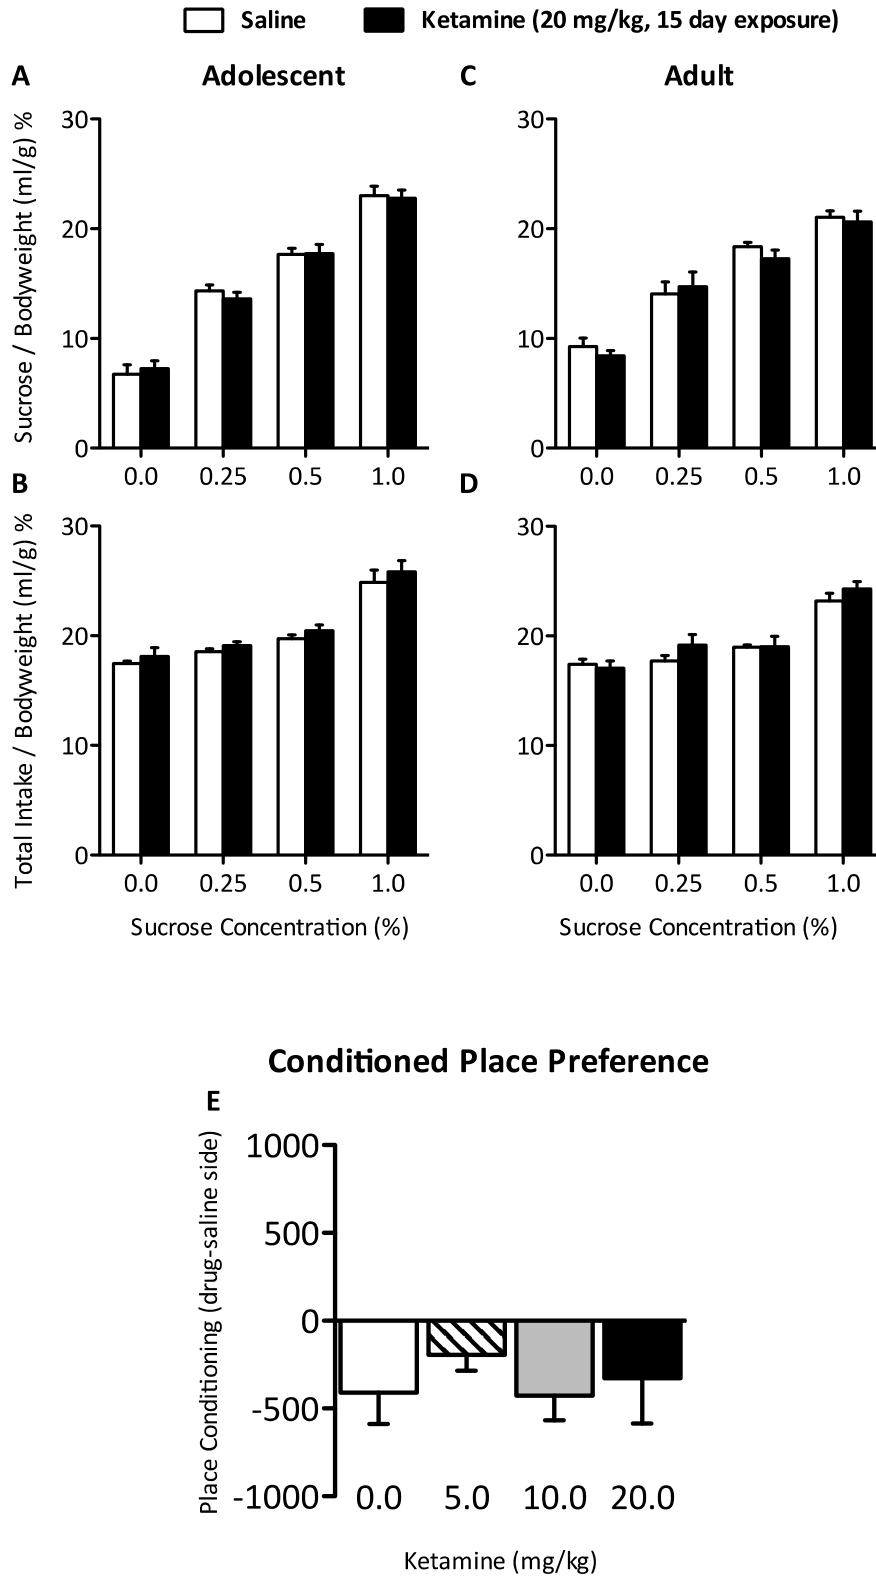 Saline Ketamine (20 mg/kg, 15 day exposure)
A Adolescent C Adult
Sucrose / Bodyweight (ml/g) %
30 30
20 20
10 10
0 0
0.0 0.25 0.5 1.0 0.0 0.25 0.5 1.0
B D
Total Intake / Bodyweight (ml/g) %
30 30
20 20
10 10
0 0
0.0 0.25 0.5 1.0 0.0 0.25 0.5 1.0
Sucrose Concentration (%) Sucrose Concentration (%)
Conditioned Place Preference
E
Place Conditioning (drug-saline side)
1000
500
0
-500
-1000
0.0 5.0 10.0 20.0
Ketamine (mg/kg)